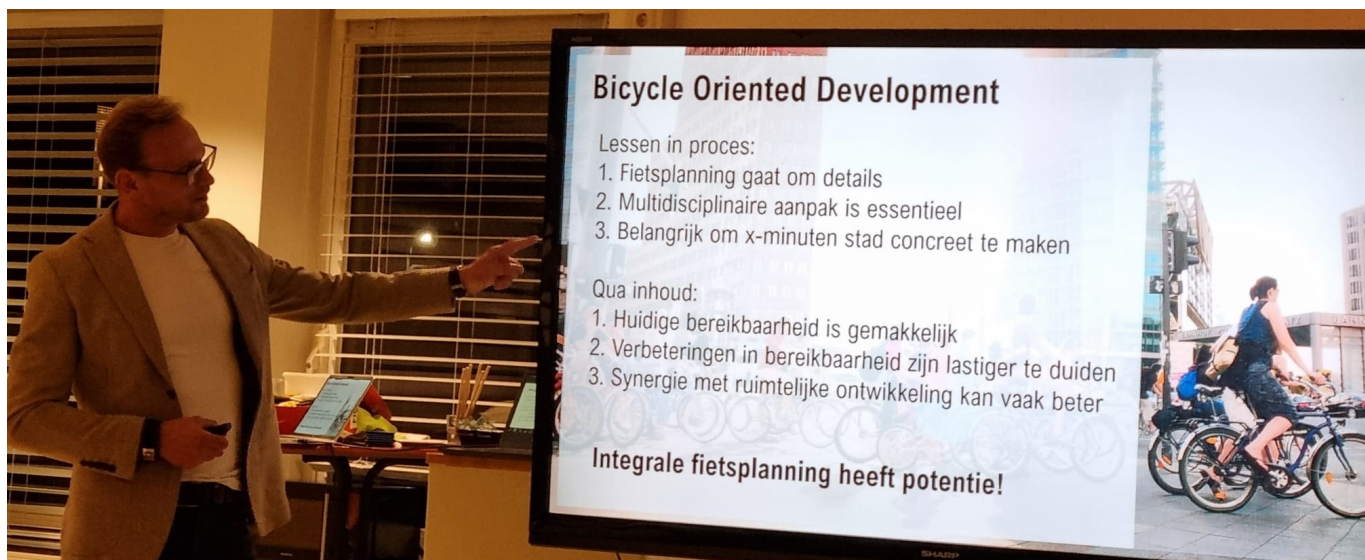 Bicycle Oriented Development
Lessen in proces:
1. Fietsplanning gaat om details
2. Multidisciplinaire aanpak is essentieel
3. Belangrijk om x-minuten stad concreet te maken
Qua inhoud:
1. Huidige bereikbaarheid is gemakkelijk
2. Verbeteringen in bereikbaarheid zijn lastiger te duiden
3. Synergie met ruimtelijke ontwikkeling kan vaak beter
Integrale fietsplanning heeft potentie!
SHARP